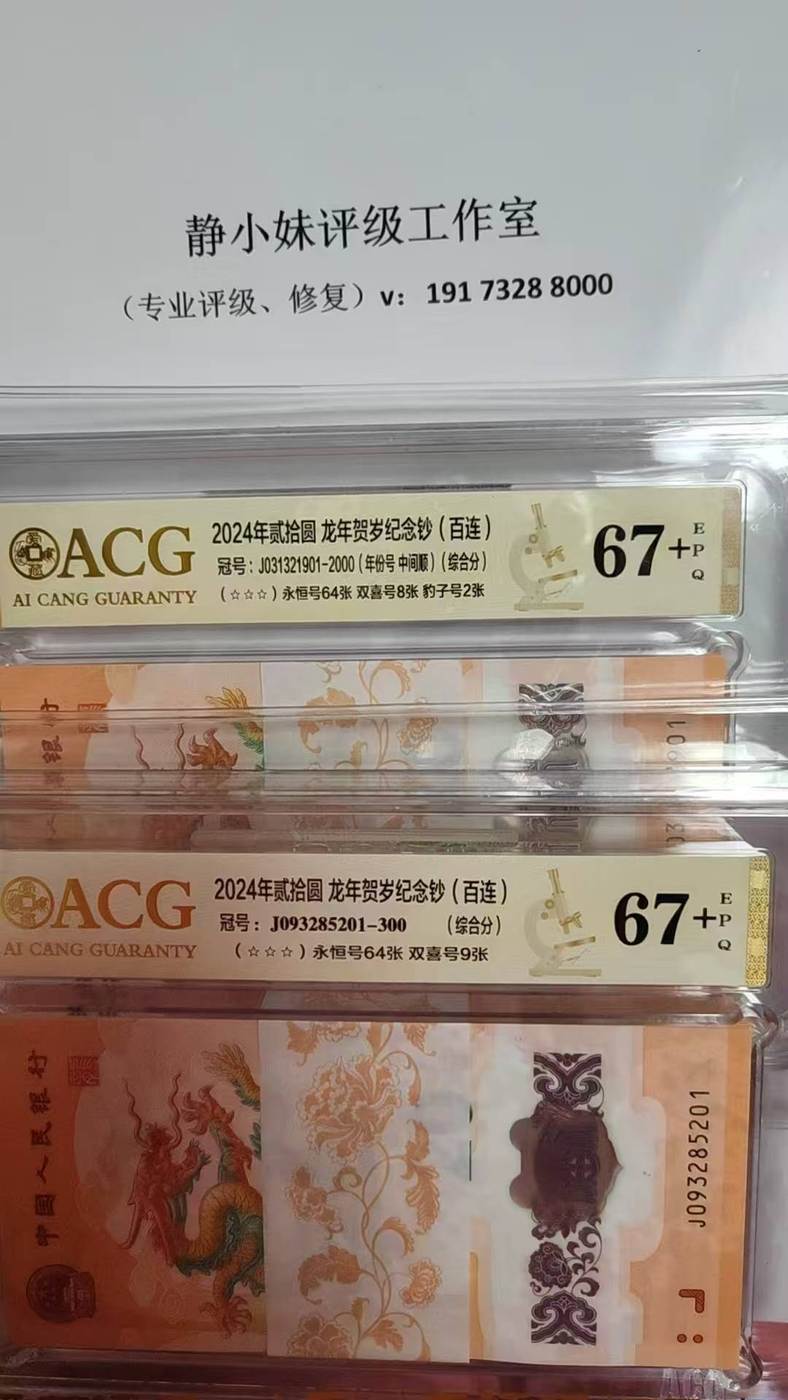 静小妹评级工作室
（专业评级、修复）v：191 7328 8000
ACG
AI CANG GUARANTY
2024年贰拾圆 龙年贺岁纪念钞（百连）
冠号：J031321901-2000（年份号 中间顺）（综合分）
（☆☆☆）永恒号64张 双喜号8张 豹子号2张
67+ EPQ
ACG
AI CANG GUARANTY
2024年贰拾圆 龙年贺岁纪念钞（百连）
冠号：J093285201-300 （综合分）
（☆☆☆）永恒号64张 双喜号9张
67+ EPQ
中国人民银行
J093285201